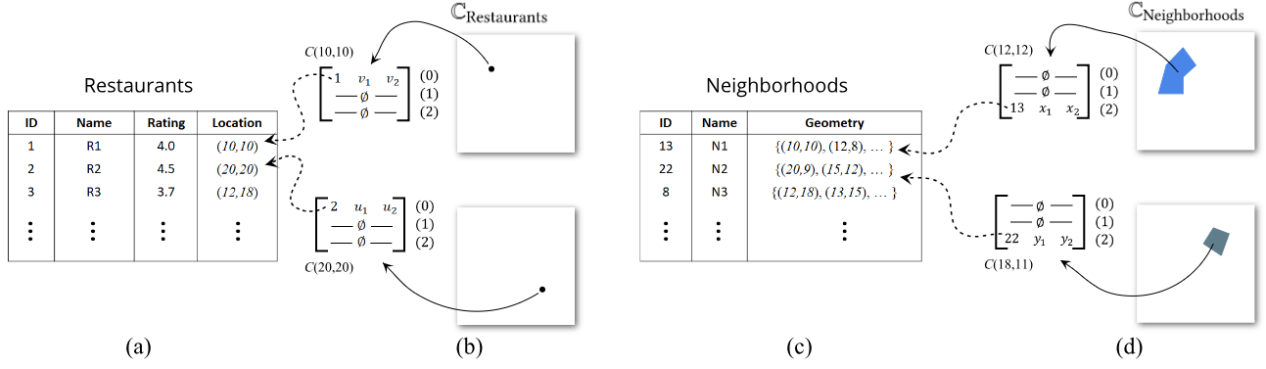 Restaurants
ID Name Rating Location
1 R1 4.0 (10,10)
2 R2 4.5 (20,20)
3 R3 3.7 (12,18)
⋮ ⋮ ⋮ ⋮
ℂRestaurants
C(10,10)
1 v₁ v₂ (0)
— ∅ — (1)
— ∅ — (2)
2 u₁ u₂ (0)
— ∅ — (1)
— ∅ — (2)
C(20,20)
(a)
(b)
Neighborhoods
ID Name Geometry
13 N1 {(10,10), (12,8), … }
22 N2 {(20,9), (15,12), … }
8 N3 {(12,18), (13,15), … }
⋮ ⋮ ⋮
ℂNeighborhoods
C(12,12)
— ∅ — (0)
— ∅ — (1)
13 x₁ x₂ (2)
— ∅ — (0)
— ∅ — (1)
22 y₁ y₂ (2)
C(18,11)
(c)
(d)